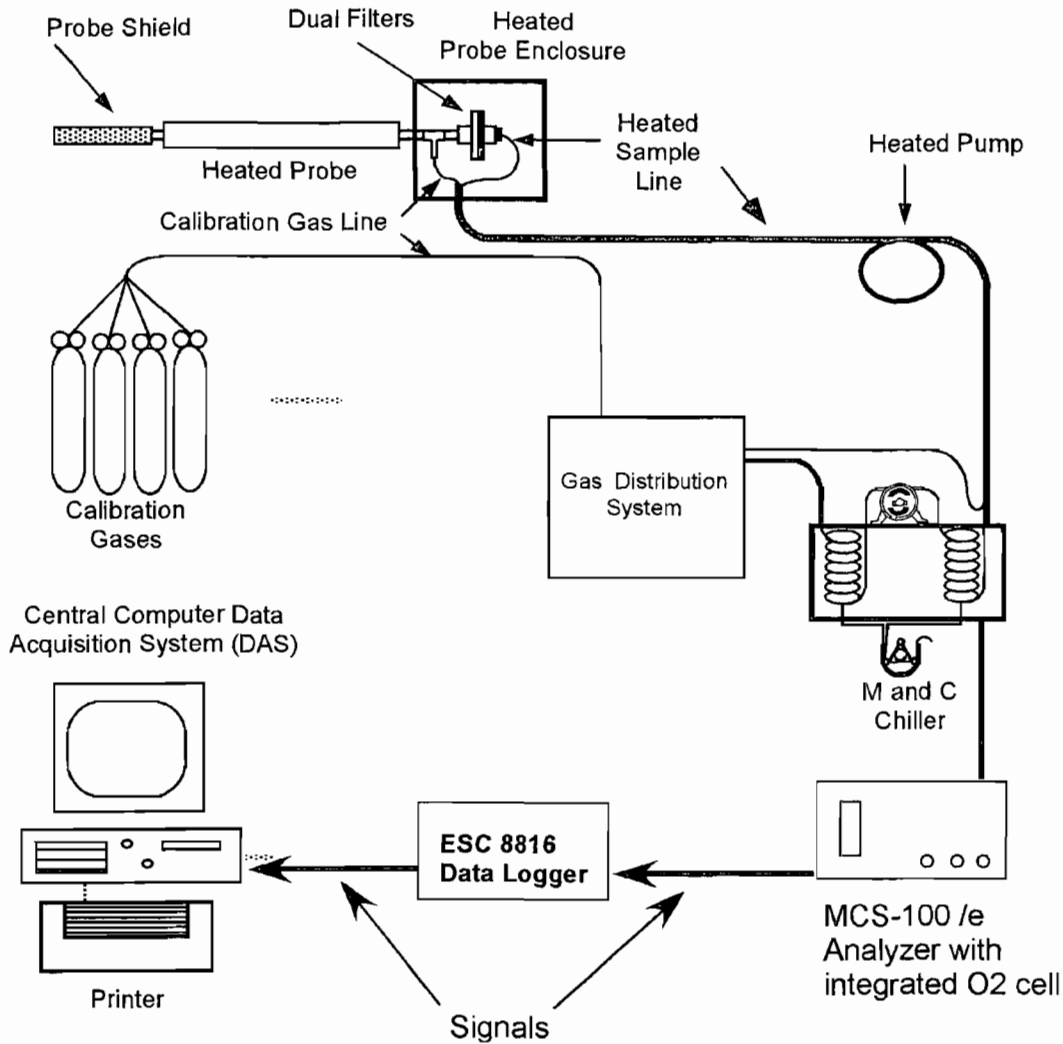 Probe Shield
Dual Filters
Heated
Probe Enclosure
Heated Probe
Heated
Sample
Line
Heated Pump
Calibration Gas Line
Calibration
Gases
Gas Distribution
System
M and C
Chiller
Central Computer Data
Acquisition System (DAS)
ESC 8816
Data Logger
MCS-100 /e
Analyzer with
integrated O2 cell
Printer
Signals